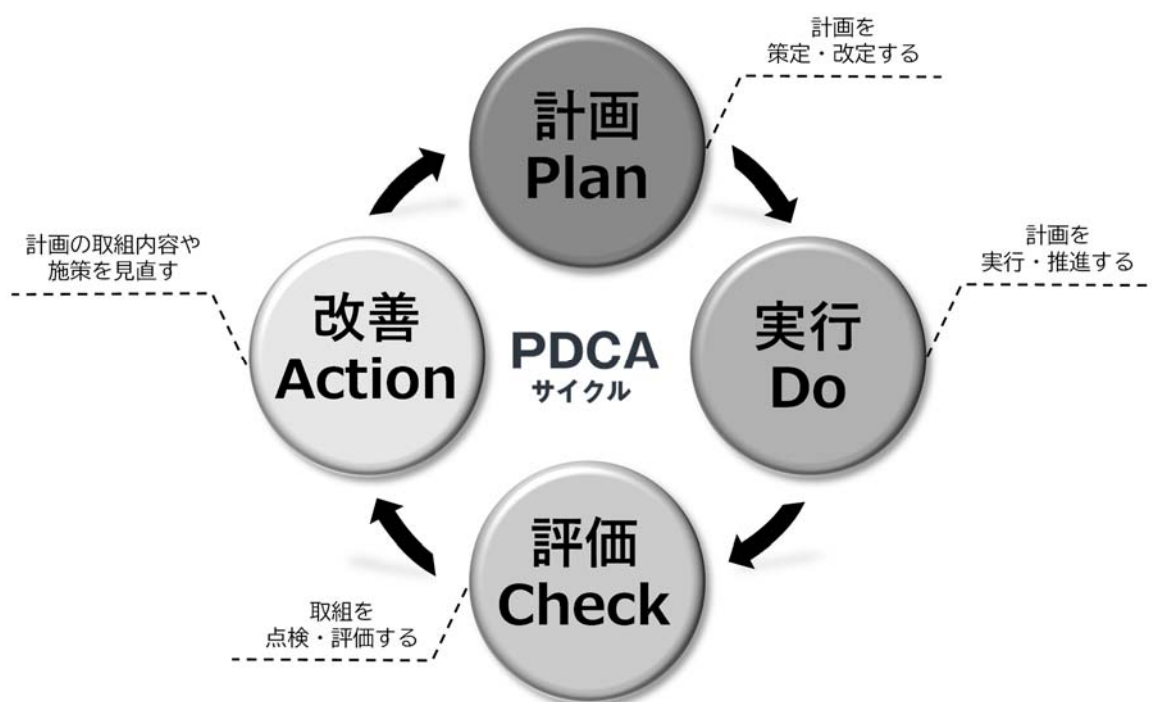 計画を
策定・改定する
計画
Plan
計画を
実行・推進する
実行
Do
取組を
点検・評価する
評価
Check
計画の取組内容や
施策を見直す
改善
Action
PDCA
サイクル